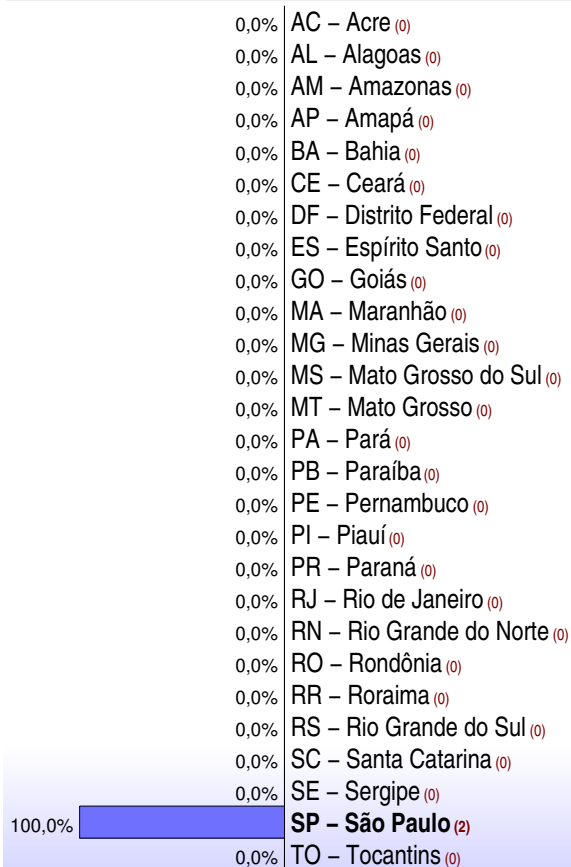 0,0% AC – Acre (0)
0,0% AL – Alagoas (0)
0,0% AM – Amazonas (0)
0,0% AP – Amapá (0)
0,0% BA – Bahia (0)
0,0% CE – Ceará (0)
0,0% DF – Distrito Federal (0)
0,0% ES – Espírito Santo (0)
0,0% GO – Goiás (0)
0,0% MA – Maranhão (0)
0,0% MG – Minas Gerais (0)
0,0% MS – Mato Grosso do Sul (0)
0,0% MT – Mato Grosso (0)
0,0% PA – Pará (0)
0,0% PB – Paraíba (0)
0,0% PE – Pernambuco (0)
0,0% PI – Piauí (0)
0,0% PR – Paraná (0)
0,0% RJ – Rio de Janeiro (0)
0,0% RN – Rio Grande do Norte (0)
0,0% RO – Rondônia (0)
0,0% RR – Roraima (0)
0,0% RS – Rio Grande do Sul (0)
0,0% SC – Santa Catarina (0)
0,0% SE – Sergipe (0)
100,0% SP – São Paulo (2)
0,0% TO – Tocantins (0)